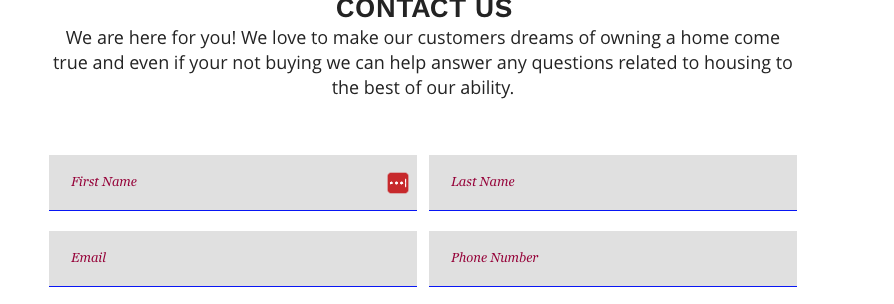 CONTACT US
We are here for you! We love to make our customers dreams of owning a home come
true and even if your not buying we can help answer any questions related to housing to
the best of our ability.
First Name
Last Name
Email
Phone Number